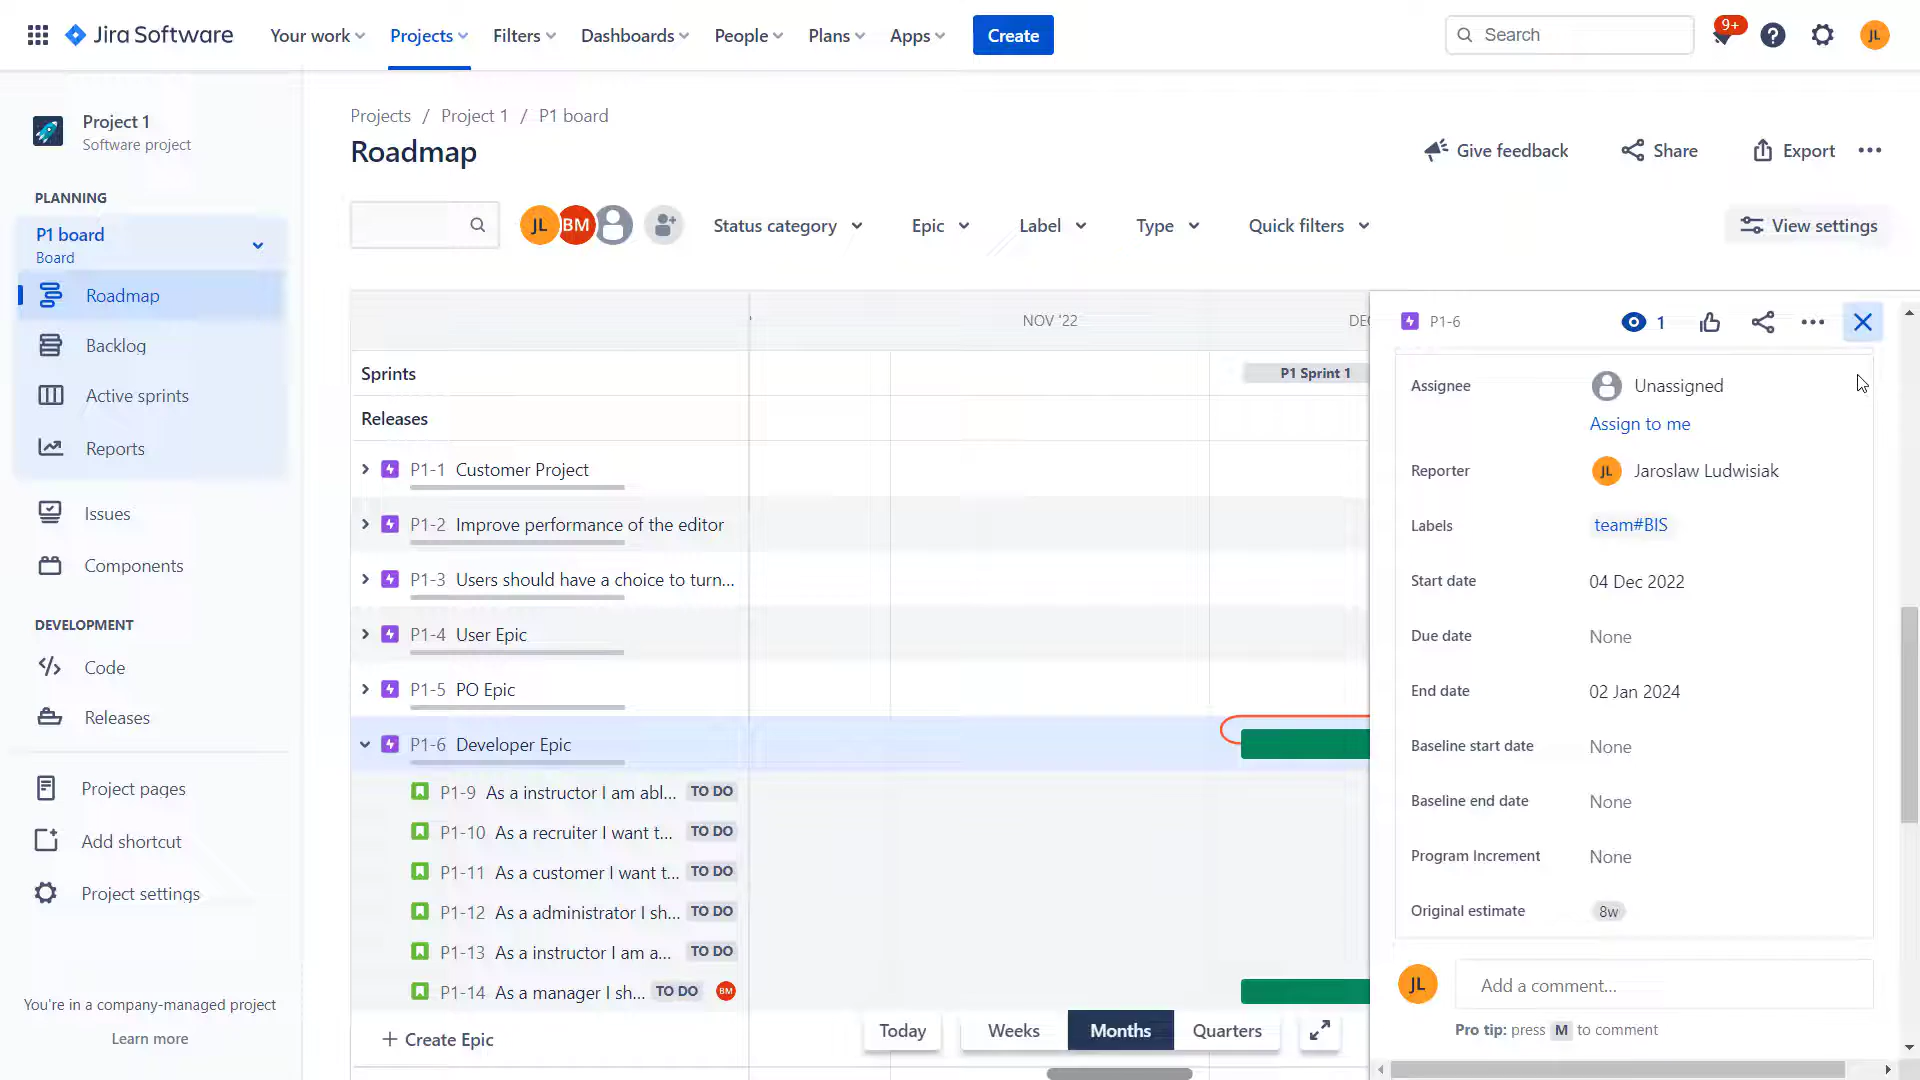 Jira Software
Your work
Projects
Filters
Dashboards
People
Plans
Apps
Create
Search
9+
JL
Project 1
Software project
PLANNING
P1 board
Board
Roadmap
Backlog
Active sprints
Reports
Issues
Components
DEVELOPMENT
Code
Releases
Project pages
Add shortcut
Project settings
You're in a company-managed project
Learn more
Projects / Project 1 / P1 board
Roadmap
Give feedback
Share
Export
JL
BM
Status category
Epic
Label
Type
Quick filters
View settings
NOV '22
DE
Sprints
P1 Sprint 1
Releases
P1-1 Customer Project
P1-2 Improve performance of the editor
P1-3 Users should have a choice to turn...
P1-4 User Epic
P1-5 PO Epic
P1-6 Developer Epic
P1-9 As a instructor I am abl... TO DO
P1-10 As a recruiter I want t... TO DO
P1-11 As a customer I want t... TO DO
P1-12 As a administrator I sh... TO DO
P1-13 As a instructor I am a... TO DO
P1-14 As a manager I sh... TO DO BM
+ Create Epic
Today
Weeks
Months
Quarters
P1-6
1
Assignee Unassigned
Assign to me
Reporter JL Jaroslaw Ludwisiak
Labels team#BIS
Start date 04 Dec 2022
Due date None
End date 02 Jan 2024
Baseline start date None
Baseline end date None
Program Increment None
Original estimate 8w
JL Add a comment...
Pro tip: press M to comment